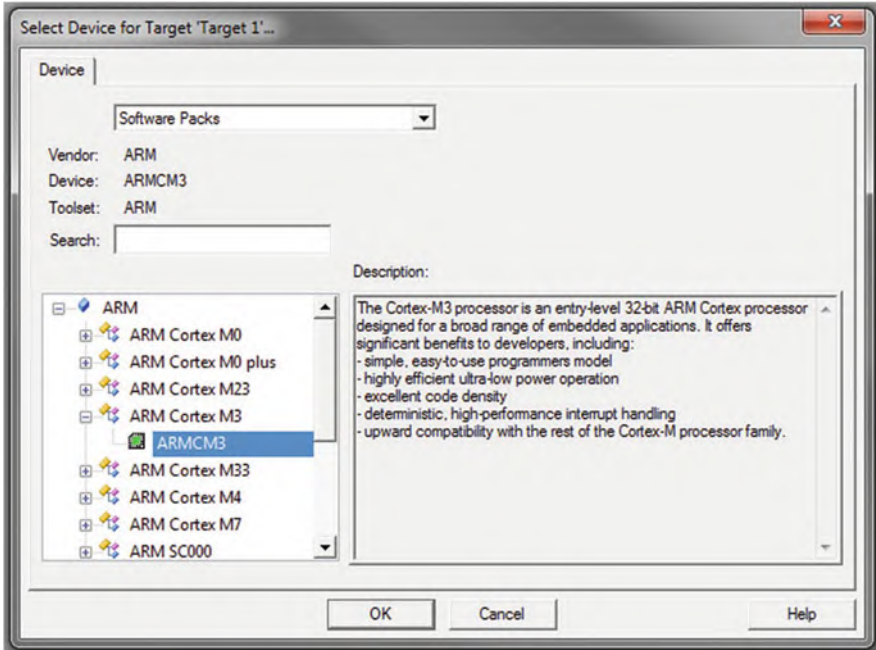 Select Device for Target 'Target 1'...
Device
Software Packs
Vendor: ARM
Device: ARMCM3
Toolset: ARM
Search:
Description:
ARM
ARM Cortex M0
ARM Cortex M0 plus
ARM Cortex M23
ARM Cortex M3
ARMCM3
ARM Cortex M33
ARM Cortex M4
ARM Cortex M7
ARM SC000
The Cortex-M3 processor is an entry-level 32-bit ARM Cortex processor
designed for a broad range of embedded applications. It offers
significant benefits to developers, including:
- simple, easy-to-use programmers model
- highly efficient ultra-low power operation
- excellent code density
- deterministic, high-performance interrupt handling
- upward compatibility with the rest of the Cortex-M processor family.
OK
Cancel
Help